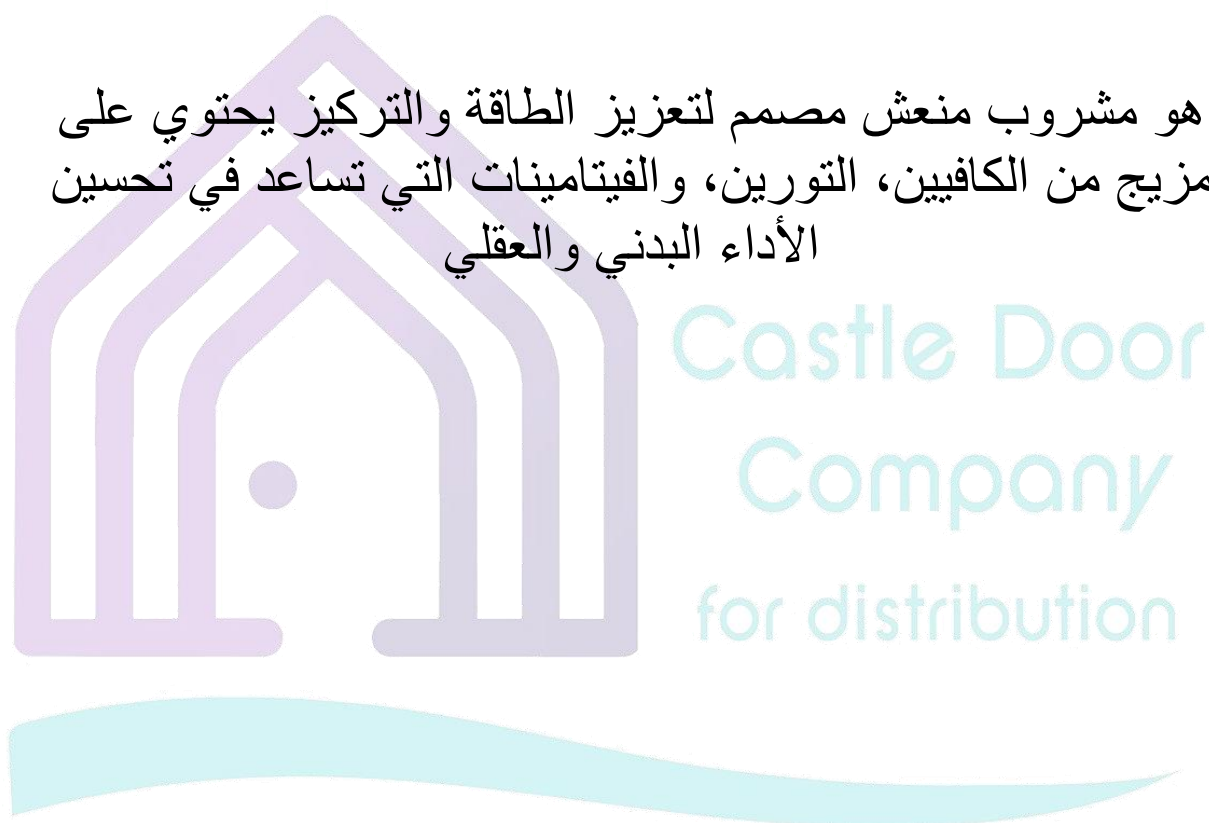 هو مشروب منعش مصمم لتعزيز الطاقة والتركيز يحتوي على
مزيج من الكافيين، التورين، والفيتامينات التي تساعد في تحسين
الأداء البدني والعقلي
Castle Door
Company
for distribution